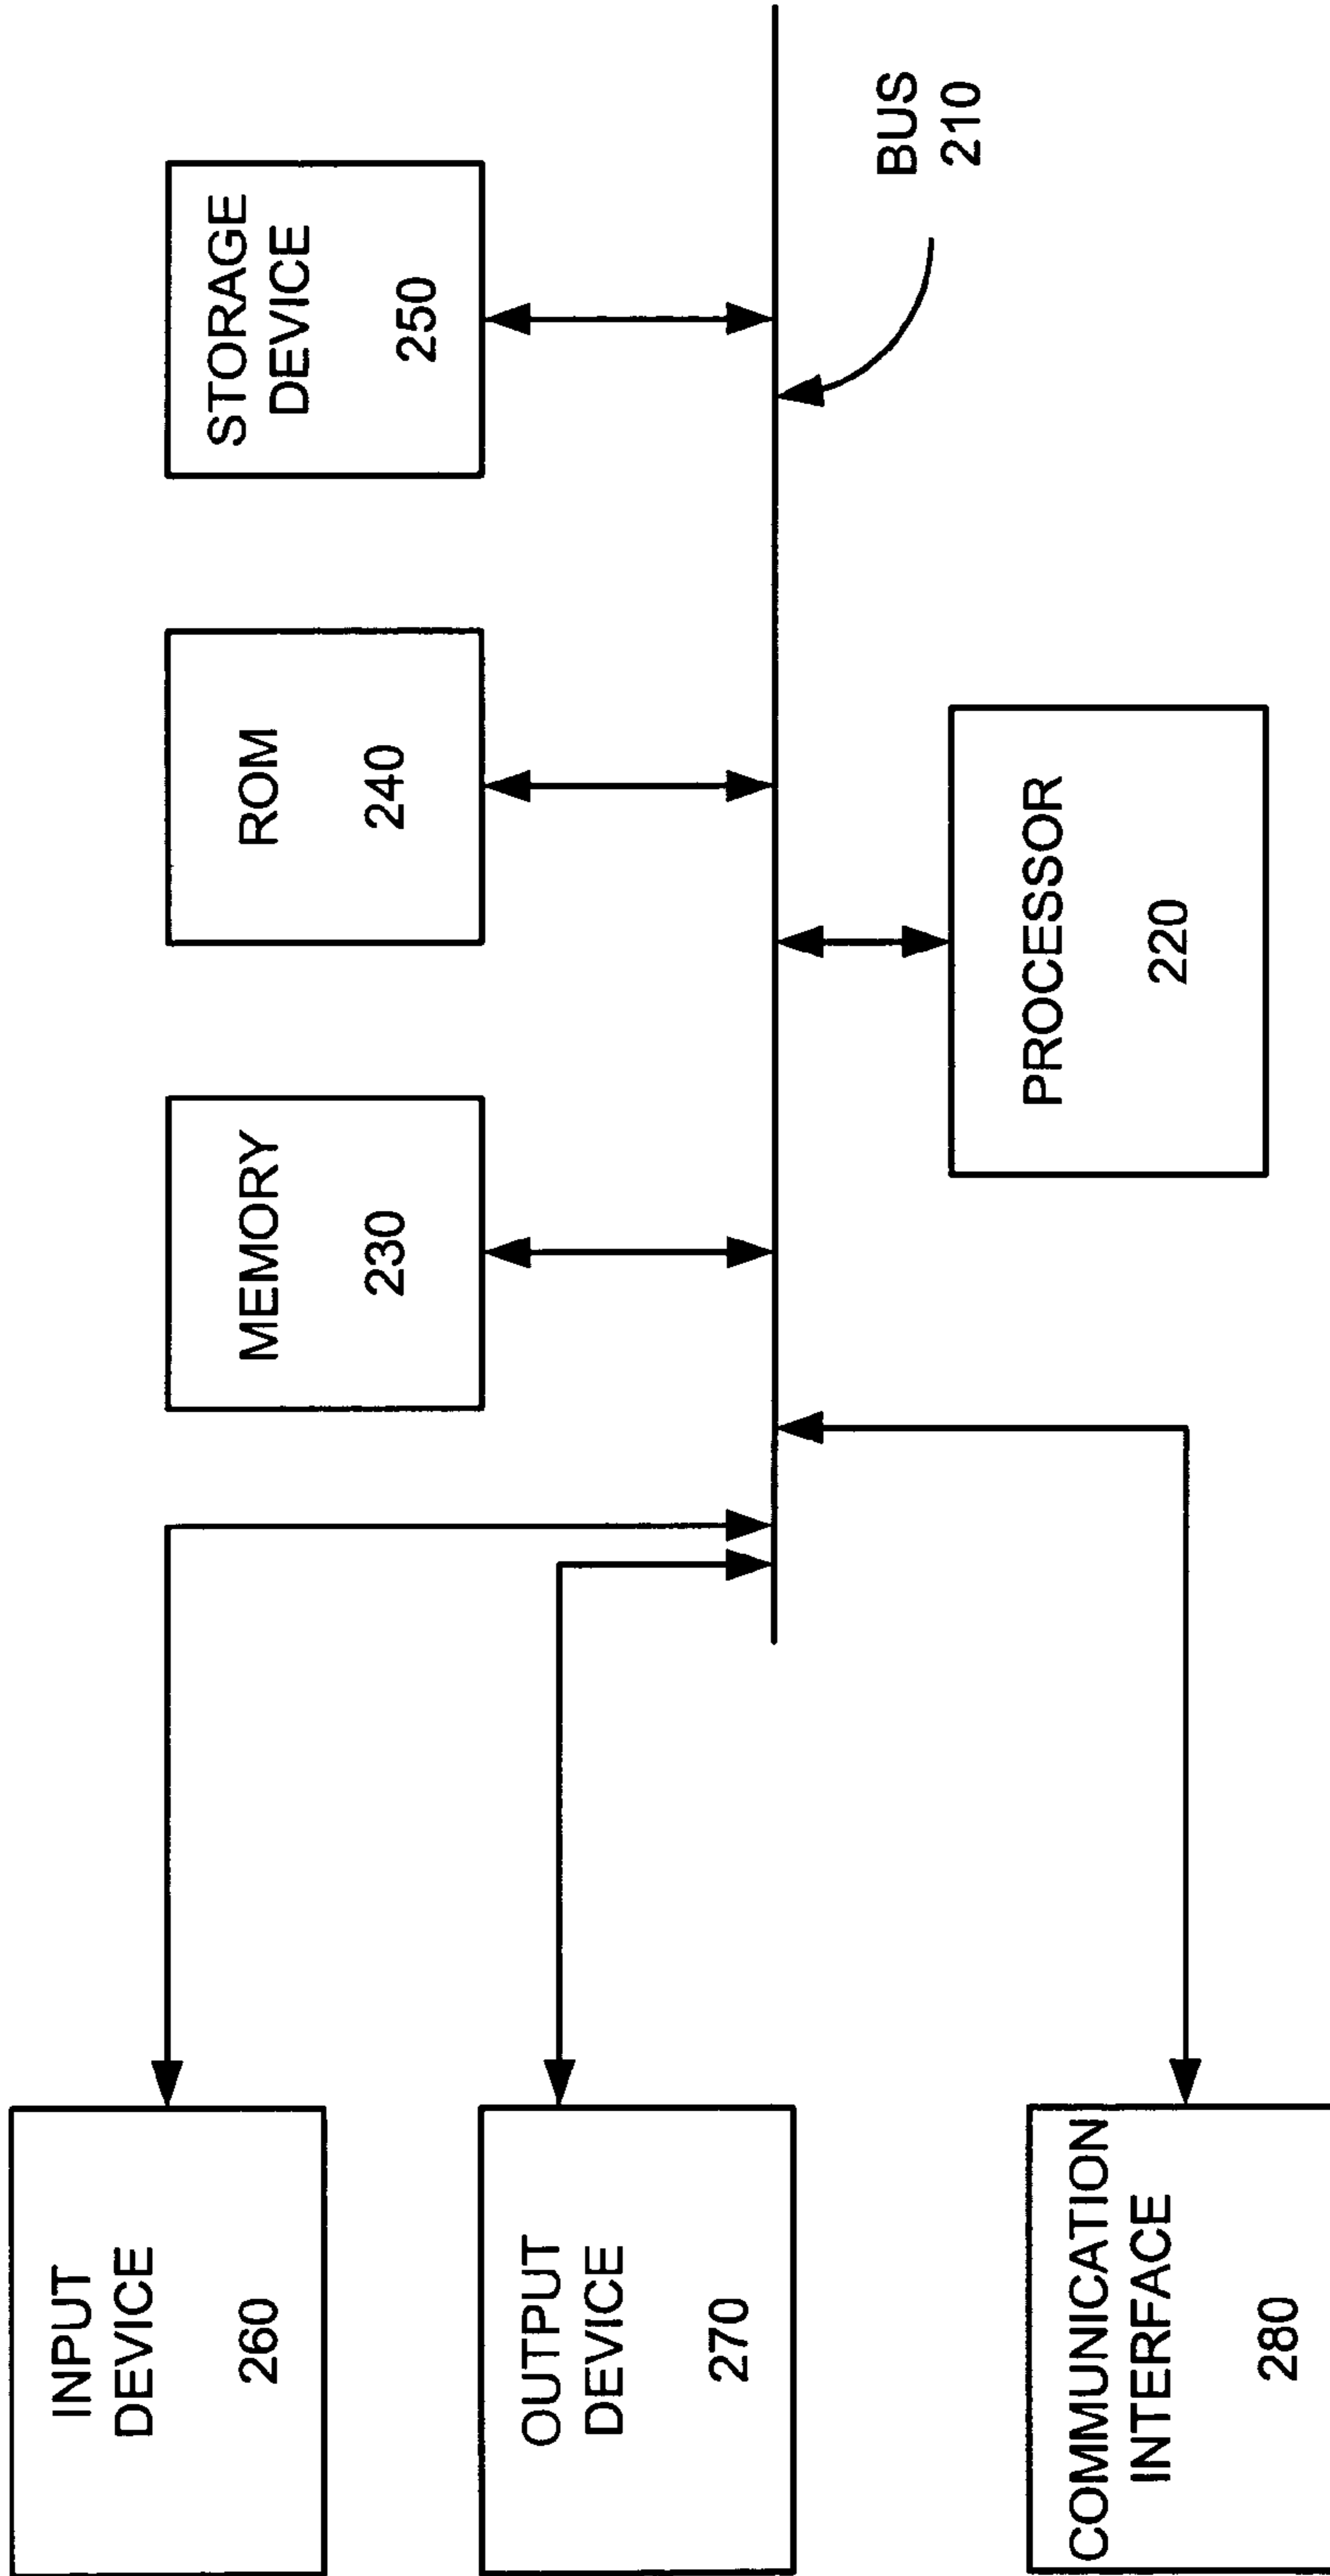 INPUT
DEVICE
260
OUTPUT
DEVICE
270
COMMUNICATION
INTERFACE
280
MEMORY
230
ROM
240
STORAGE
DEVICE
250
PROCESSOR
220
BUS
210